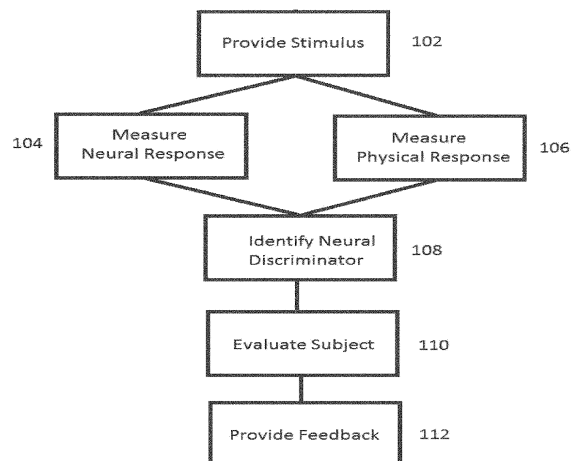 Provide Stimulus 102
104 Measure
Neural Response
Measure
Physical Response 106
Identify Neural
Discriminator 108
Evaluate Subject 110
Provide Feedback 112